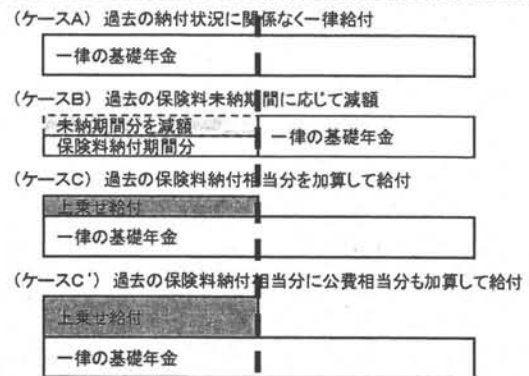 (ケースA) 過去の納付状況に関係なく一律給付
一律の基礎年金
(ケースB) 過去の保険料未納期間に応じて減額
未納期間分を減額
保険料納付期間分
一律の基礎年金
(ケースC) 過去の保険料納付相当分を加算して給付
上乗せ給付
一律の基礎年金
(ケースC') 過去の保険料納付相当分に公費相当分も加算して給付
上乗せ給付
一律の基礎年金